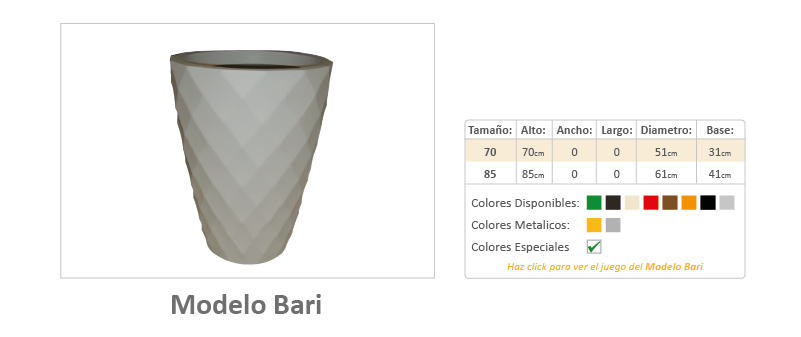 Tamaño: Alto: Ancho: Largo: Diametro: Base:
70 70cm 0 0 51cm 31cm
85 85cm 0 0 61cm 41cm
Colores Disponibles:
Colores Metalicos:
Colores Especiales
Haz click para ver el juego del Modelo Bari
Modelo Bari